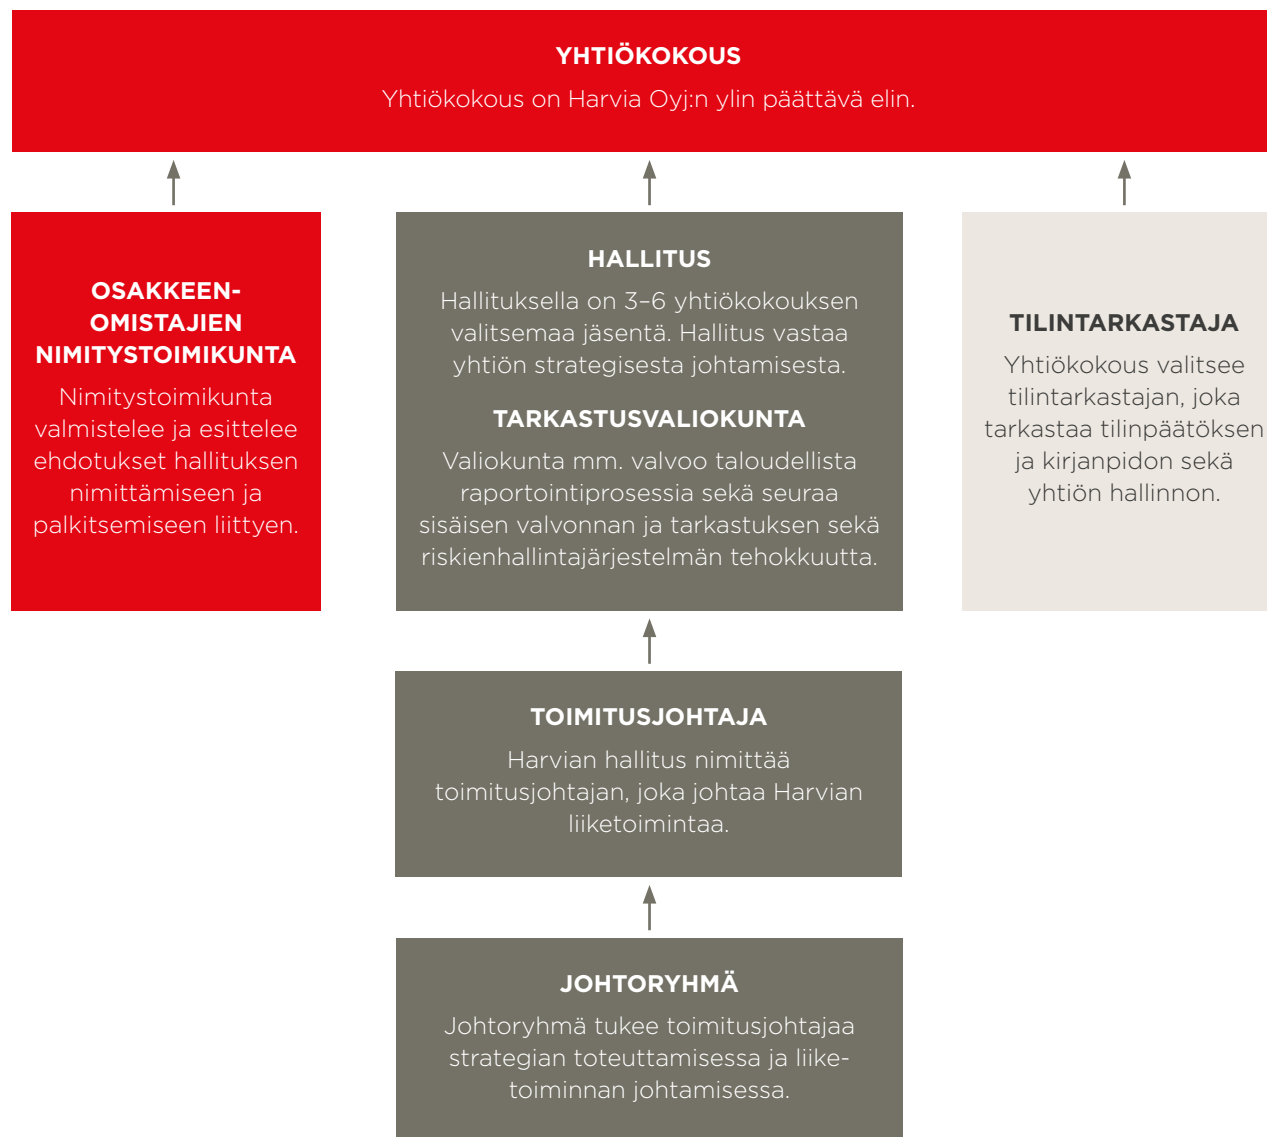 YHTIÖKOKOUS
Yhtiökokous on Harvia Oyj:n ylin päättävä elin.
OSAKKEEN-
OMISTAJIEN
NIMITYSTOIMIKUNTA
Nimitystoimikunta
valmistelee ja esittelee
ehdotukset hallituksen
nimittämiseen ja
palkitsemiseen liittyen.
HALLITUS
Hallituksella on 3–6 yhtiökokouksen
valitsemaa jäsentä. Hallitus vastaa
yhtiön strategisesta johtamisesta.
TARKASTUSVALIOKUNTA
Valiokunta mm. valvoo taloudellista
raportointiprosessia sekä seuraa
sisäisen valvonnan ja tarkastuksen sekä
riskienhallintajärjestelmän tehokkuutta.
TILINTARKASTAJA
Yhtiökokous valitsee
tilintarkastajan, joka
tarkastaa tilinpäätöksen
ja kirjanpidon sekä
yhtiön hallinnon.
TOIMITUSJOHTAJA
Harvian hallitus nimittää
toimitusjohtajan, joka johtaa Harvian
liiketoimintaa.
JOHTORYHMÄ
Johtoryhmä tukee toimitusjohtajaa
strategian toteuttamisessa ja liike-
toiminnan johtamisessa.